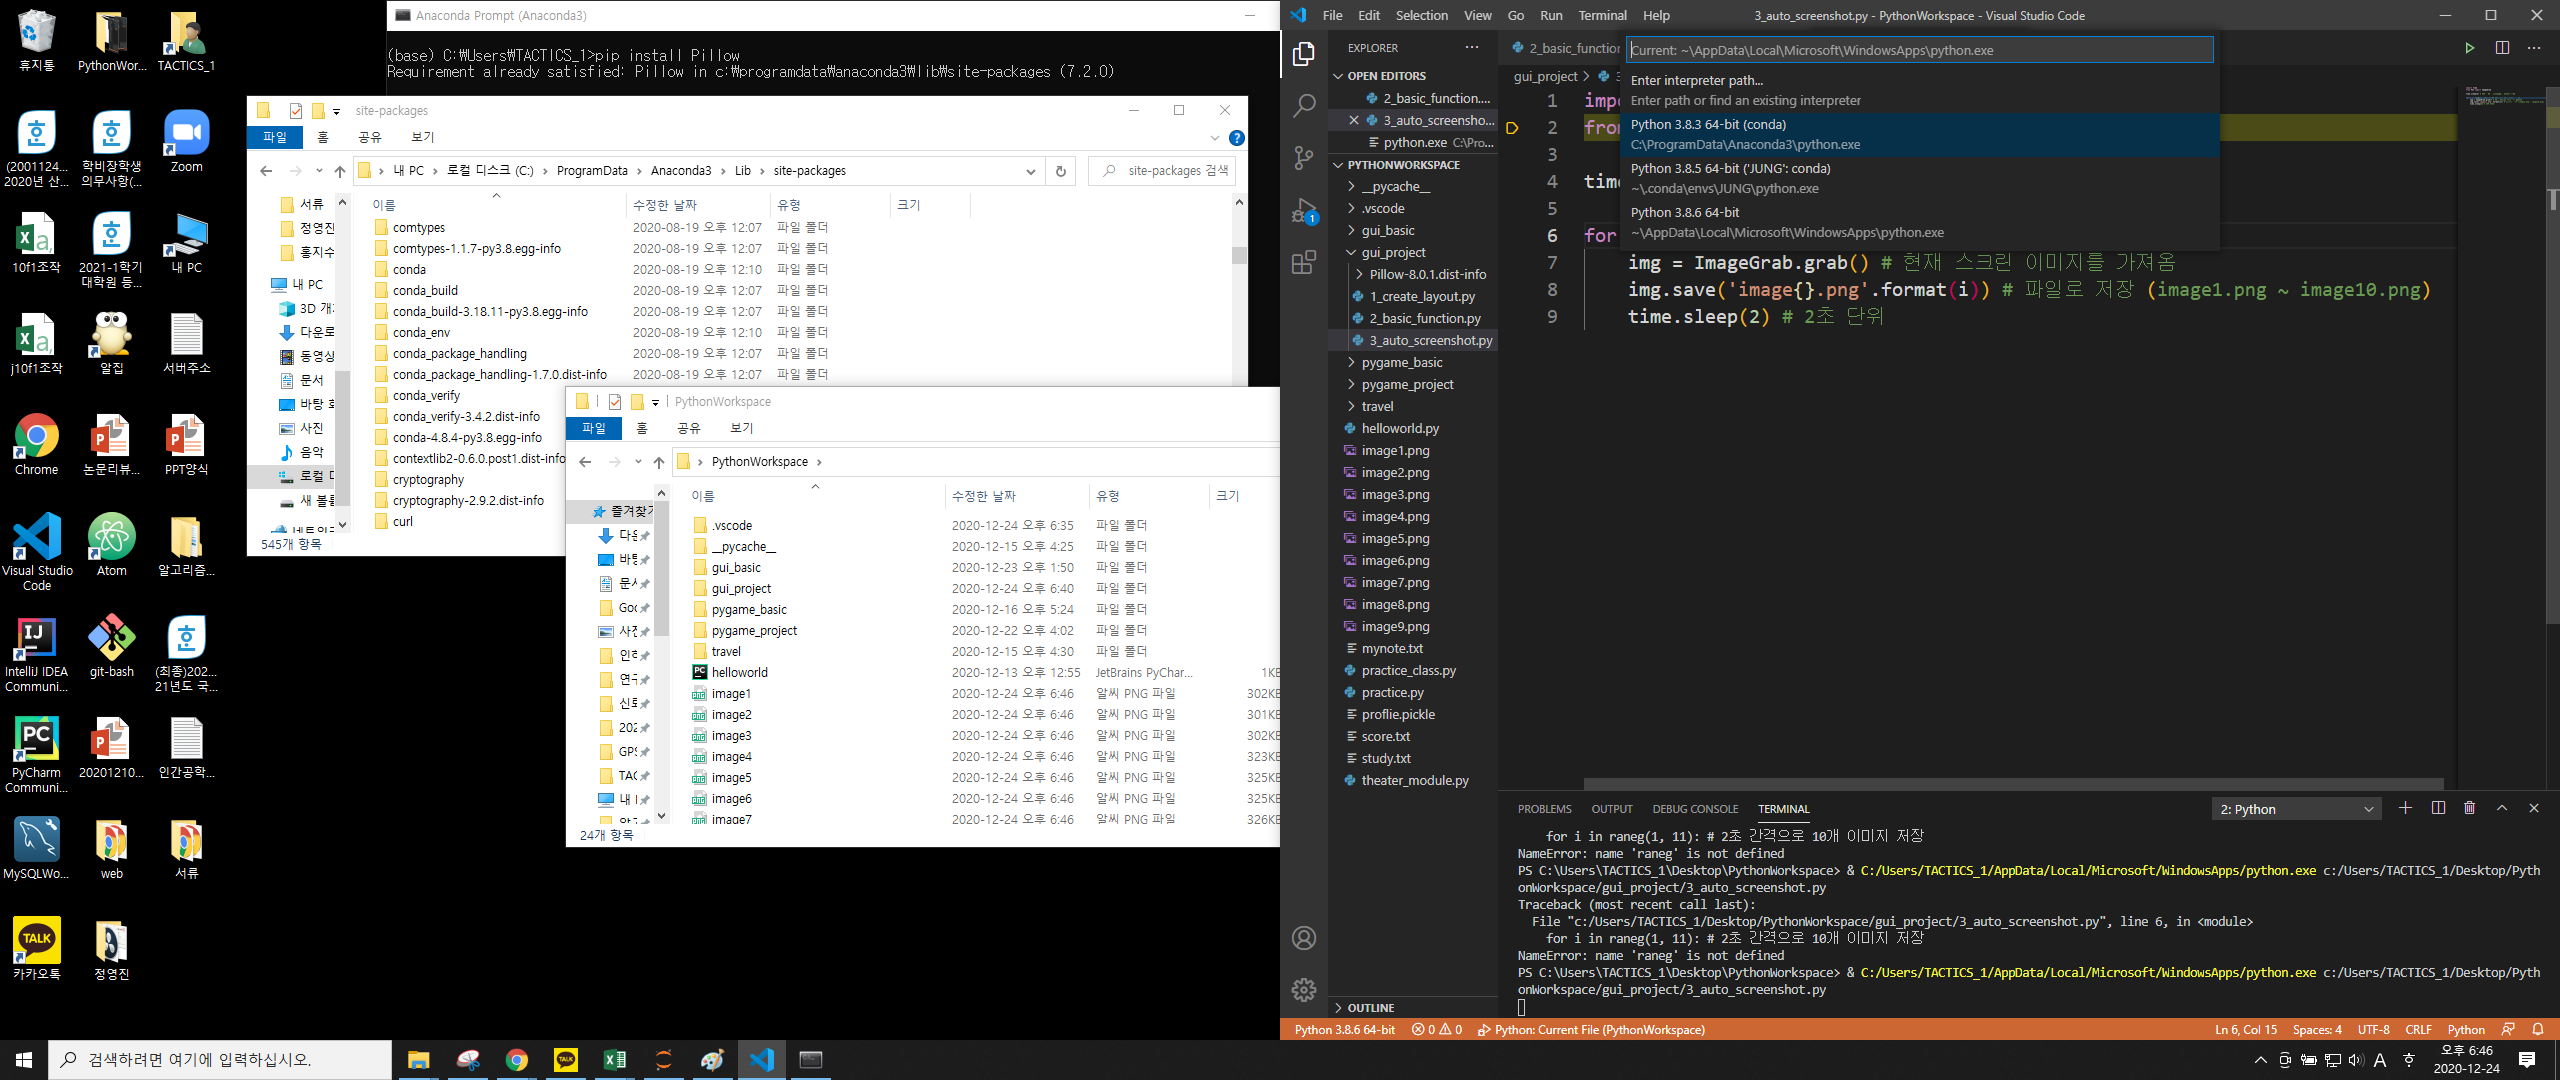 휴지통
PythonWor...
TACTICS_1
(2001124...
2020년 산...
학비장학생
의무사항(...
Zoom
10f1조작
2021-1학기
대학원 등...
내 PC
j10f1조작
알집
서버주소
Chrome
논문리뷰...
PPT양식
Visual Studio
Code
Atom
알고리즘...
IntelliJ IDEA
Communi...
git-bash
(최종)202...
21년도 국...
PyCharm
Communi...
20201210...
인간공학...
MySQLWo...
web
서류
카카오톡
정영진
Anaconda Prompt (Anaconda3)
(base) C:₩Users₩TACTICS_1>pip install Pillow
Requirement already satisfied: Pillow in c:₩programdata₩anaconda3₩lib₩site-packages (7.2.0)
site-packages
파일 홈 공유 보기
내 PC > 로컬 디스크 (C:) > ProgramData > Anaconda3 > Lib > site-packages
site-packages 검색
서류
정영진
홍지수
내 PC
3D 개
다운로
동영상
문서
바탕 화
사진
음악
로컬 디
새 볼륨
이름 수정한 날짜 유형 크기
comtypes 2020-08-19 오후 12:07 파일 폴더
comtypes-1.1.7-py3.8.egg-info 2020-08-19 오후 12:07 파일 폴더
conda 2020-08-19 오후 12:10 파일 폴더
conda_build 2020-08-19 오후 12:07 파일 폴더
conda_build-3.18.11-py3.8.egg-info 2020-08-19 오후 12:07 파일 폴더
conda_env 2020-08-19 오후 12:10 파일 폴더
conda_package_handling 2020-08-19 오후 12:07 파일 폴더
conda_package_handling-1.7.0.dist-info 2020-08-19 오후 12:07 파일 폴더
conda_verify
conda_verify-3.4.2.dist-info
conda-4.8.4-py3.8.egg-info
contextlib2-0.6.0.post1.dist-info
cryptography
cryptography-2.9.2.dist-info
curl
545개 항목
PythonWorkspace
파일 홈 공유 보기
PythonWorkspace >
즐겨찾기
다운
바탕
문서
Goo
사진
인하
연구
신뢰
202
GPS
TAC
내
이름 수정한 날짜 유형 크기
.vscode 2020-12-24 오후 6:35 파일 폴더
__pycache__ 2020-12-15 오후 4:25 파일 폴더
gui_basic 2020-12-23 오후 1:50 파일 폴더
gui_project 2020-12-24 오후 6:40 파일 폴더
pygame_basic 2020-12-16 오후 5:24 파일 폴더
pygame_project 2020-12-22 오후 4:02 파일 폴더
travel 2020-12-15 오후 4:30 파일 폴더
helloworld 2020-12-13 오후 12:55 JetBrains PyChar... 1KB
image1 2020-12-24 오후 6:46 알씨 PNG 파일 302KB
image2 2020-12-24 오후 6:46 알씨 PNG 파일 301KB
image3 2020-12-24 오후 6:46 알씨 PNG 파일 302KB
image4 2020-12-24 오후 6:46 알씨 PNG 파일 323KB
image5 2020-12-24 오후 6:46 알씨 PNG 파일 325KB
image6 2020-12-24 오후 6:46 알씨 PNG 파일 325KB
image7 2020-12-24 오후 6:46 알씨 PNG 파일 326KB
24개 항목
File Edit Selection View Go Run Terminal Help
3_auto_screenshot.py - PythonWorkspace - Visual Studio Code
EXPLORER
OPEN EDITORS
2_basic_function....
3_auto_screensho...
python.exe C:\Pro...
PYTHONWORKSPACE
__pycache__
.vscode
gui_basic
gui_project
Pillow-8.0.1.dist-info
1_create_layout.py
2_basic_function.py
3_auto_screenshot.py
pygame_basic
pygame_project
travel
helloworld.py
image1.png
image2.png
image3.png
image4.png
image5.png
image6.png
image7.png
image8.png
image9.png
mynote.txt
practice_class.py
practice.py
proflie.pickle
score.txt
study.txt
theater_module.py
OUTLINE
2_basic_function
gui_project > 3
Current: ~\AppData\Local\Microsoft\WindowsApps\python.exe
Enter interpreter path...
Enter path or find an existing interpreter
Python 3.8.3 64-bit (conda)
C:\ProgramData\Anaconda3\python.exe
Python 3.8.5 64-bit ('JUNG': conda)
~\.conda\envs\JUNG\python.exe
Python 3.8.6 64-bit
~\AppData\Local\Microsoft\WindowsApps\python.exe
1 impo
2 from
3
4 time
5
6 for
7 img = ImageGrab.grab() # 현재 스크린 이미지를 가져옴
8 img.save('image{}.png'.format(i)) # 파일로 저장 (image1.png ~ image10.png)
9 time.sleep(2) # 2초 단위
1
PROBLEMS OUTPUT DEBUG CONSOLE TERMINAL
2: Python
for i in raneg(1, 11): # 2초 간격으로 10개 이미지 저장
NameError: name 'raneg' is not defined
PS C:\Users\TACTICS_1\Desktop\PythonWorkspace> & C:/Users/TACTICS_1/AppData/Local/Microsoft/WindowsApps/python.exe c:/Users/TACTICS_1/Desktop/Pyth
onWorkspace/gui_project/3_auto_screenshot.py
Traceback (most recent call last):
File "c:/Users/TACTICS_1/Desktop/PythonWorkspace/gui_project/3_auto_screenshot.py", line 6, in <module>
for i in raneg(1, 11): # 2초 간격으로 10개 이미지 저장
NameError: name 'raneg' is not defined
PS C:\Users\TACTICS_1\Desktop\PythonWorkspace> & C:/Users/TACTICS_1/AppData/Local/Microsoft/WindowsApps/python.exe c:/Users/TACTICS_1/Desktop/Pyth
onWorkspace/gui_project/3_auto_screenshot.py
Python 3.8.6 64-bit 0 0 Python: Current File (PythonWorkspace)
Ln 6, Col 15 Spaces: 4 UTF-8 CRLF Python
검색하려면 여기에 입력하십시오.
A 한
오후 6:46
2020-12-24